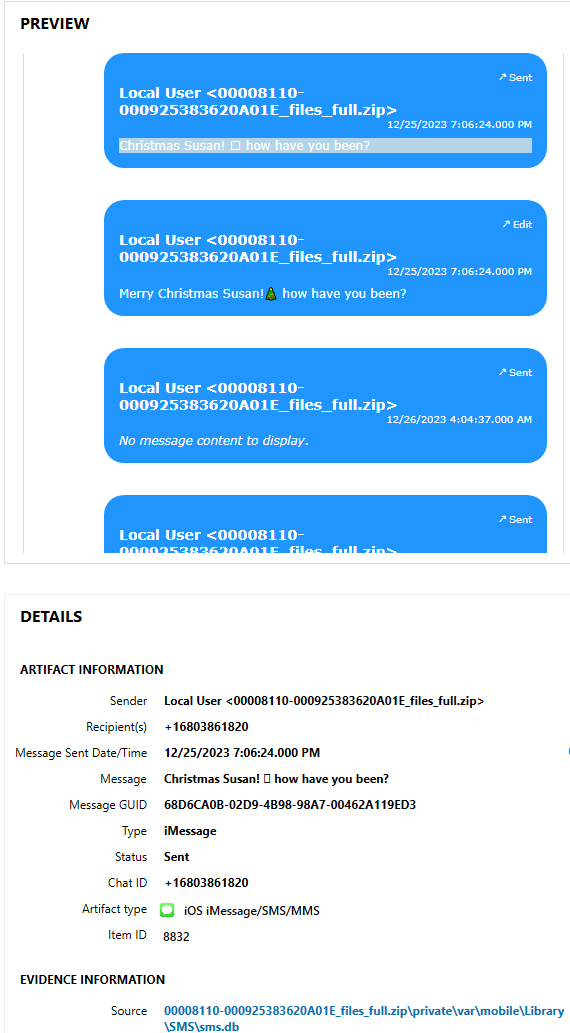 PREVIEW
↗ Sent
Local User <00008110-
000925383620A01E_files_full.zip>
12/25/2023 7:06:24.000 PM
Christmas Susan! □ how have you been?
↗ Edit
Local User <00008110-
000925383620A01E_files_full.zip>
12/25/2023 7:06:24.000 PM
Merry Christmas Susan!🎄 how have you been?
↗ Sent
Local User <00008110-
000925383620A01E_files_full.zip>
12/26/2023 4:04:37.000 AM
No message content to display.
↗ Sent
Local User <00008110-
000925383620A01E_files_full.zip>
DETAILS
ARTIFACT INFORMATION
Sender Local User <00008110-000925383620A01E_files_full.zip>
Recipient(s) +16803861820
Message Sent Date/Time 12/25/2023 7:06:24.000 PM
Message Christmas Susan! □ how have you been?
Message GUID 68D6CA0B-02D9-4B98-98A7-00462A119ED3
Type iMessage
Status Sent
Chat ID +16803861820
Artifact type iOS iMessage/SMS/MMS
Item ID 8832
EVIDENCE INFORMATION
Source 00008110-000925383620A01E_files_full.zip\private\var\mobile\Library
\SMS\sms.db